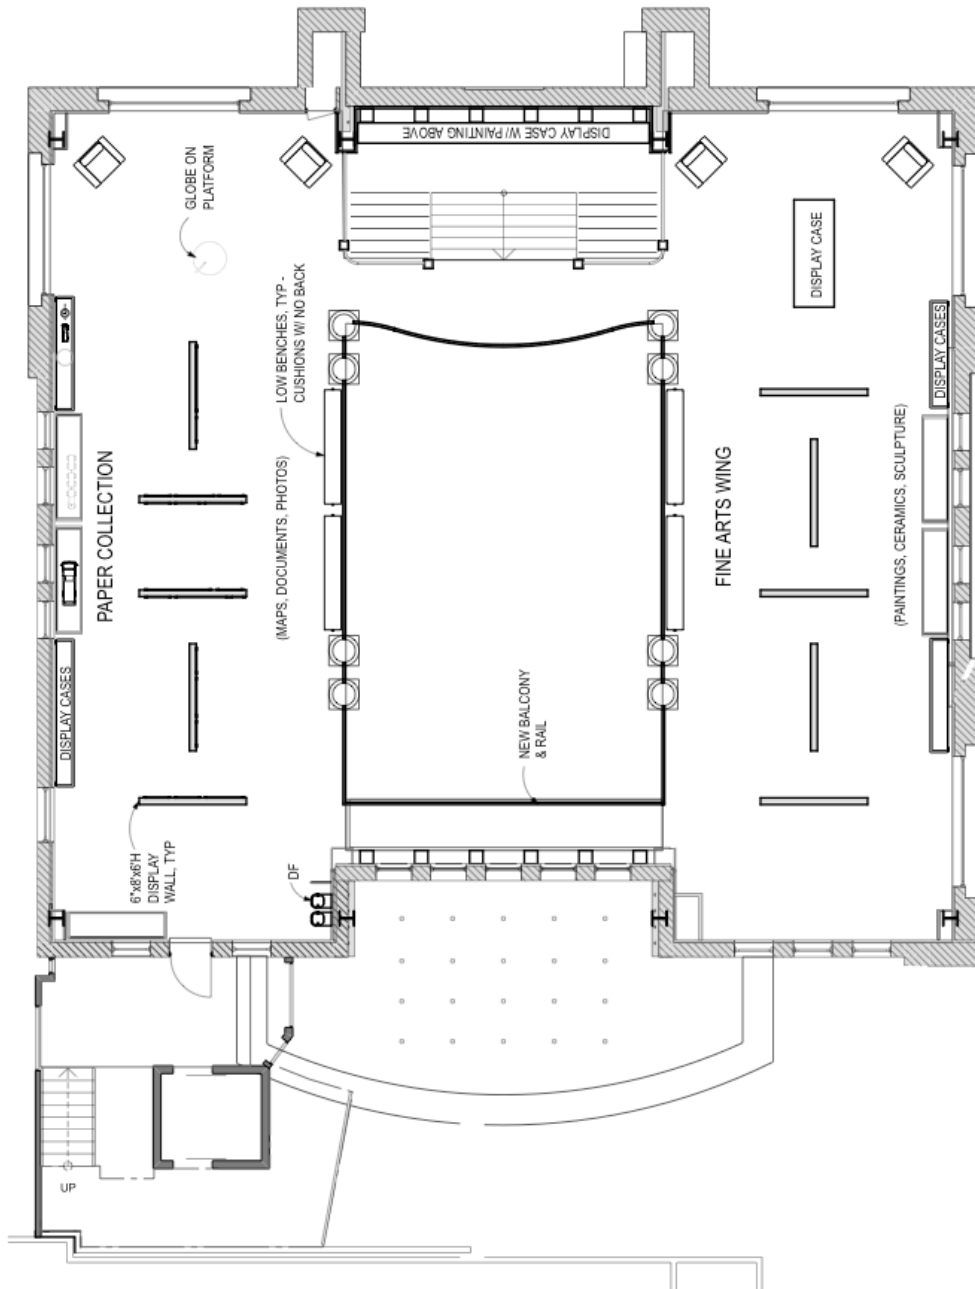 DISPLAY CASE W/ PAINTING ABOVE
GLOBE ON
PLATFORM
DISPLAY CASE
LOW BENCHES, TYP -
CUSHIONS W/ NO BACK
DISPLAY CASES
PAPER COLLECTION
(MAPS, DOCUMENTS, PHOTOS)
FINE ARTS WING
(PAINTINGS, CERAMICS, SCULPTURE)
DISPLAY CASES
NEW BALCONY
& RAIL
6"x8'x6'H
DISPLAY
WALL, TYP
DF
UP